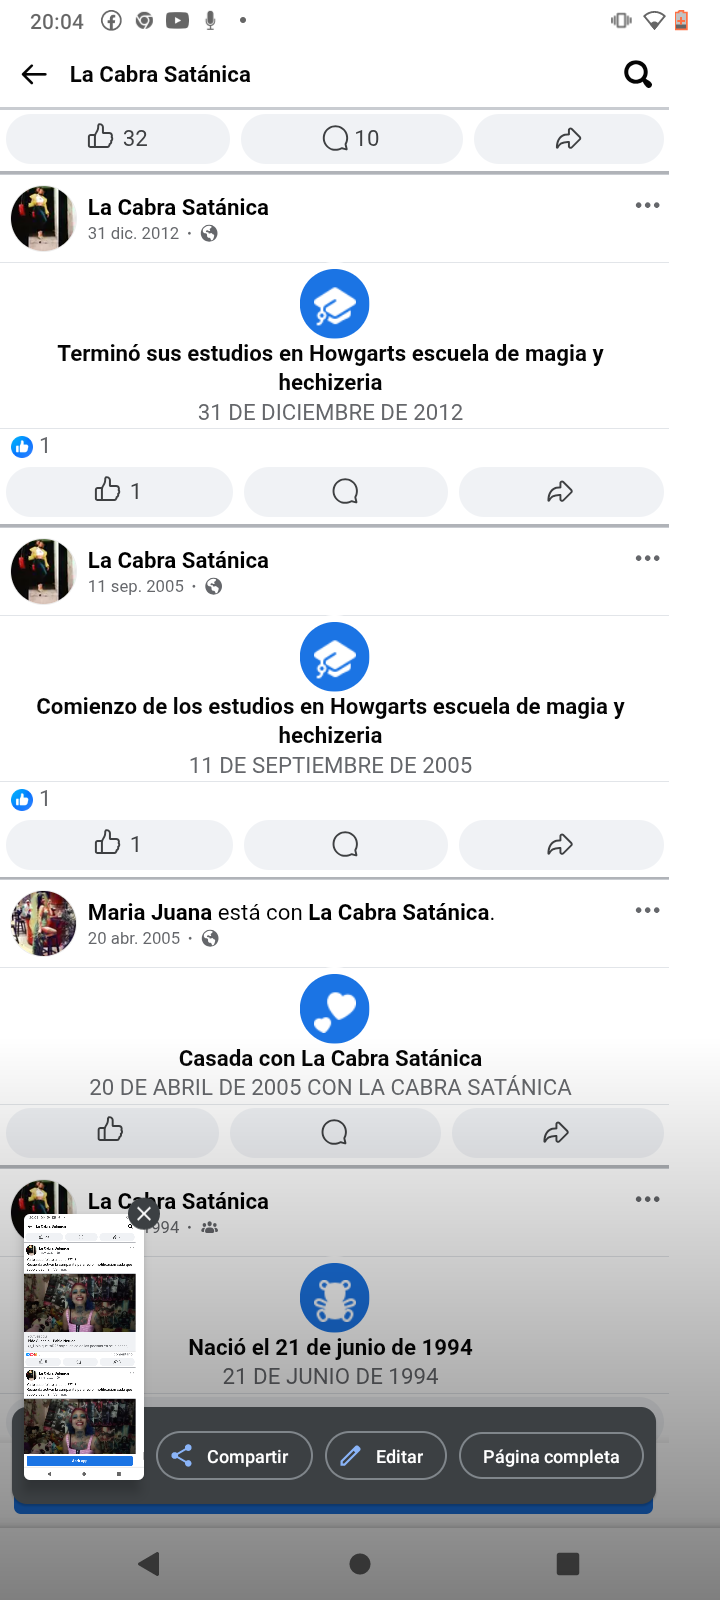 20:04
La Cabra Satánica
32
10
La Cabra Satánica
31 dic. 2012 ·
Terminó sus estudios en Howgarts escuela de magia y
hechizeria
31 DE DICIEMBRE DE 2012
1
1
La Cabra Satánica
11 sep. 2005 ·
Comienzo de los estudios en Howgarts escuela de magia y
hechizeria
11 DE SEPTIEMBRE DE 2005
1
1
Maria Juana está con La Cabra Satánica.
20 abr. 2005 ·
Casada con La Cabra Satánica
20 DE ABRIL DE 2005 CON LA CABRA SATÁNICA
La Cabra Satánica
1994 ·
Nació el 21 de junio de 1994
21 DE JUNIO DE 1994
Compartir
Editar
Página completa